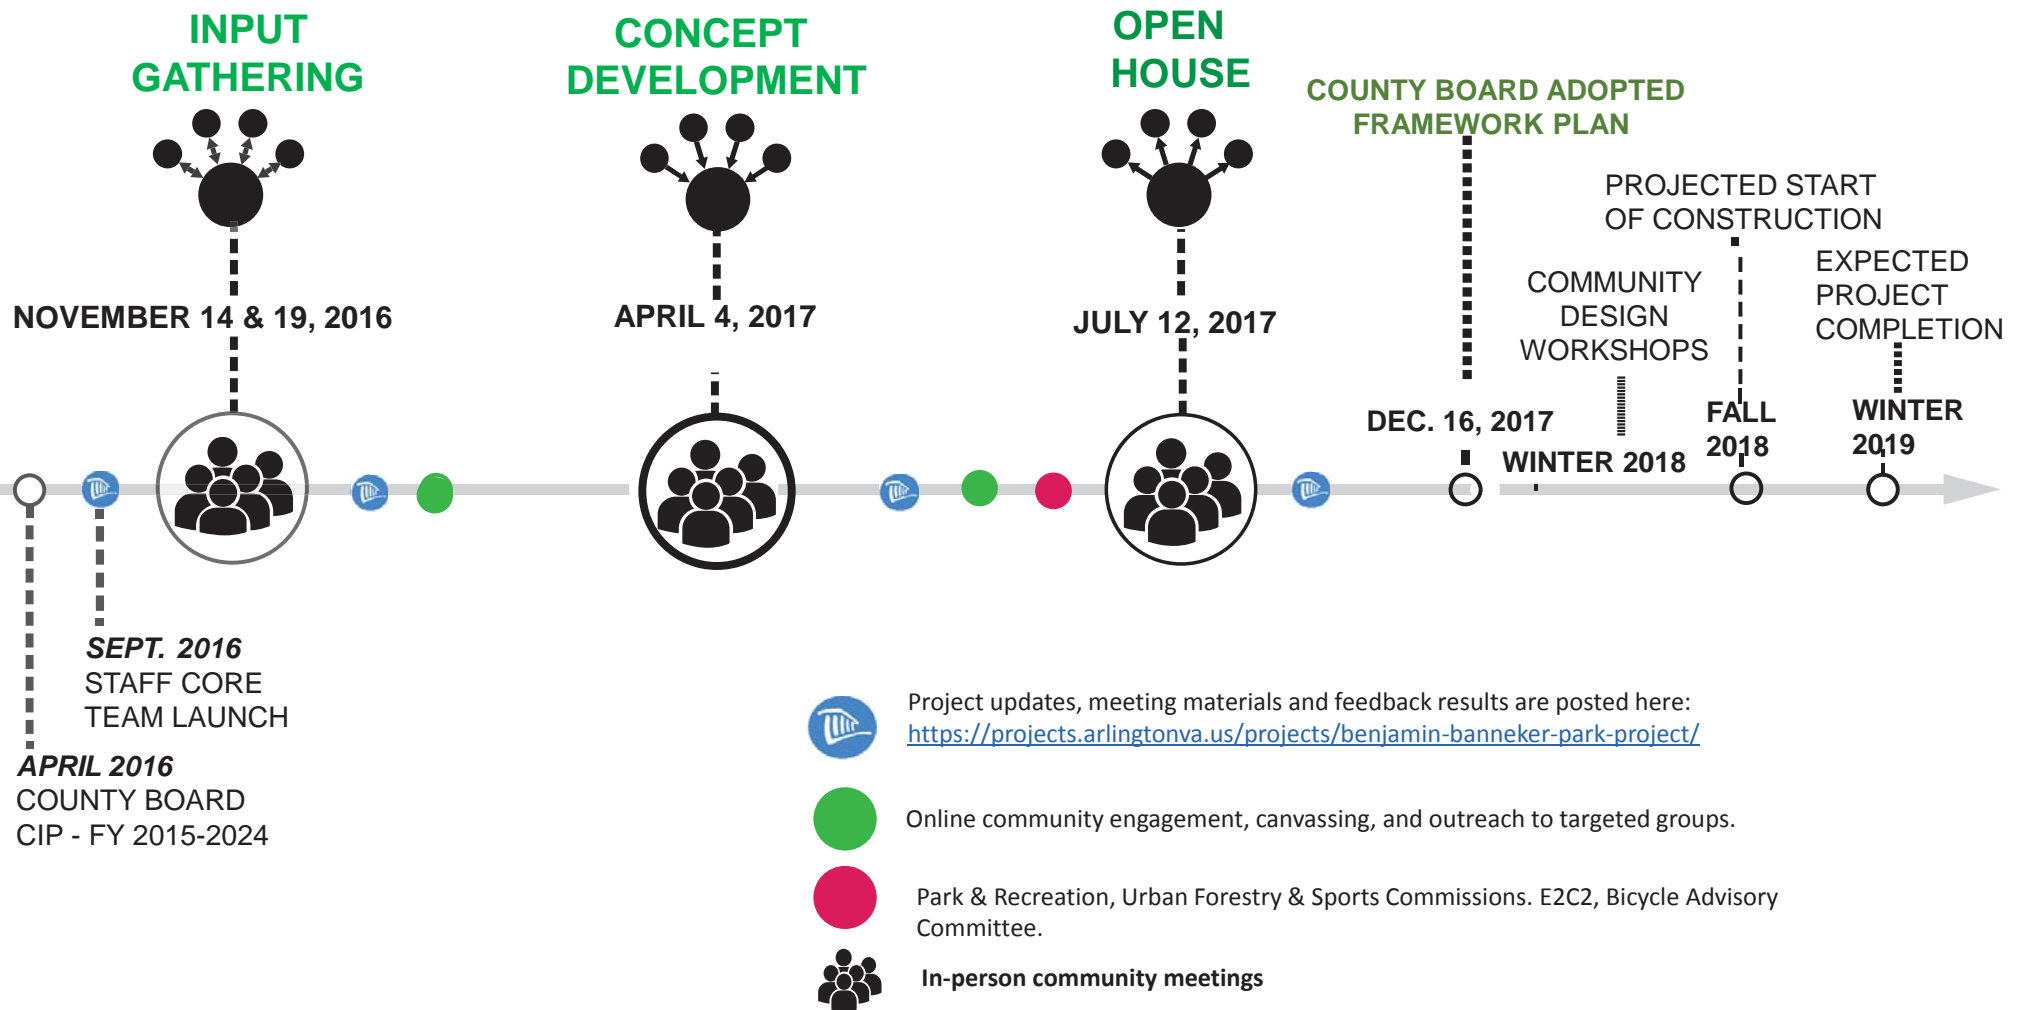 INPUT
GATHERING
CONCEPT
DEVELOPMENT
OPEN
HOUSE
COUNTY BOARD ADOPTED
FRAMEWORK PLAN
PROJECTED START
OF CONSTRUCTION
COMMUNITY
DESIGN
WORKSHOPS
EXPECTED
PROJECT
COMPLETION
NOVEMBER 14 & 19, 2016
APRIL 4, 2017
JULY 12, 2017
DEC. 16, 2017
WINTER 2018
FALL
2018
WINTER
2019
SEPT. 2016
STAFF CORE
TEAM LAUNCH
APRIL 2016
COUNTY BOARD
CIP - FY 2015-2024
Project updates, meeting materials and feedback results are posted here:
https://projects.arlingtonva.us/projects/benjamin-banneker-park-project/
Online community engagement, canvassing, and outreach to targeted groups.
Park & Recreation, Urban Forestry & Sports Commissions. E2C2, Bicycle Advisory
Committee.
In-person community meetings